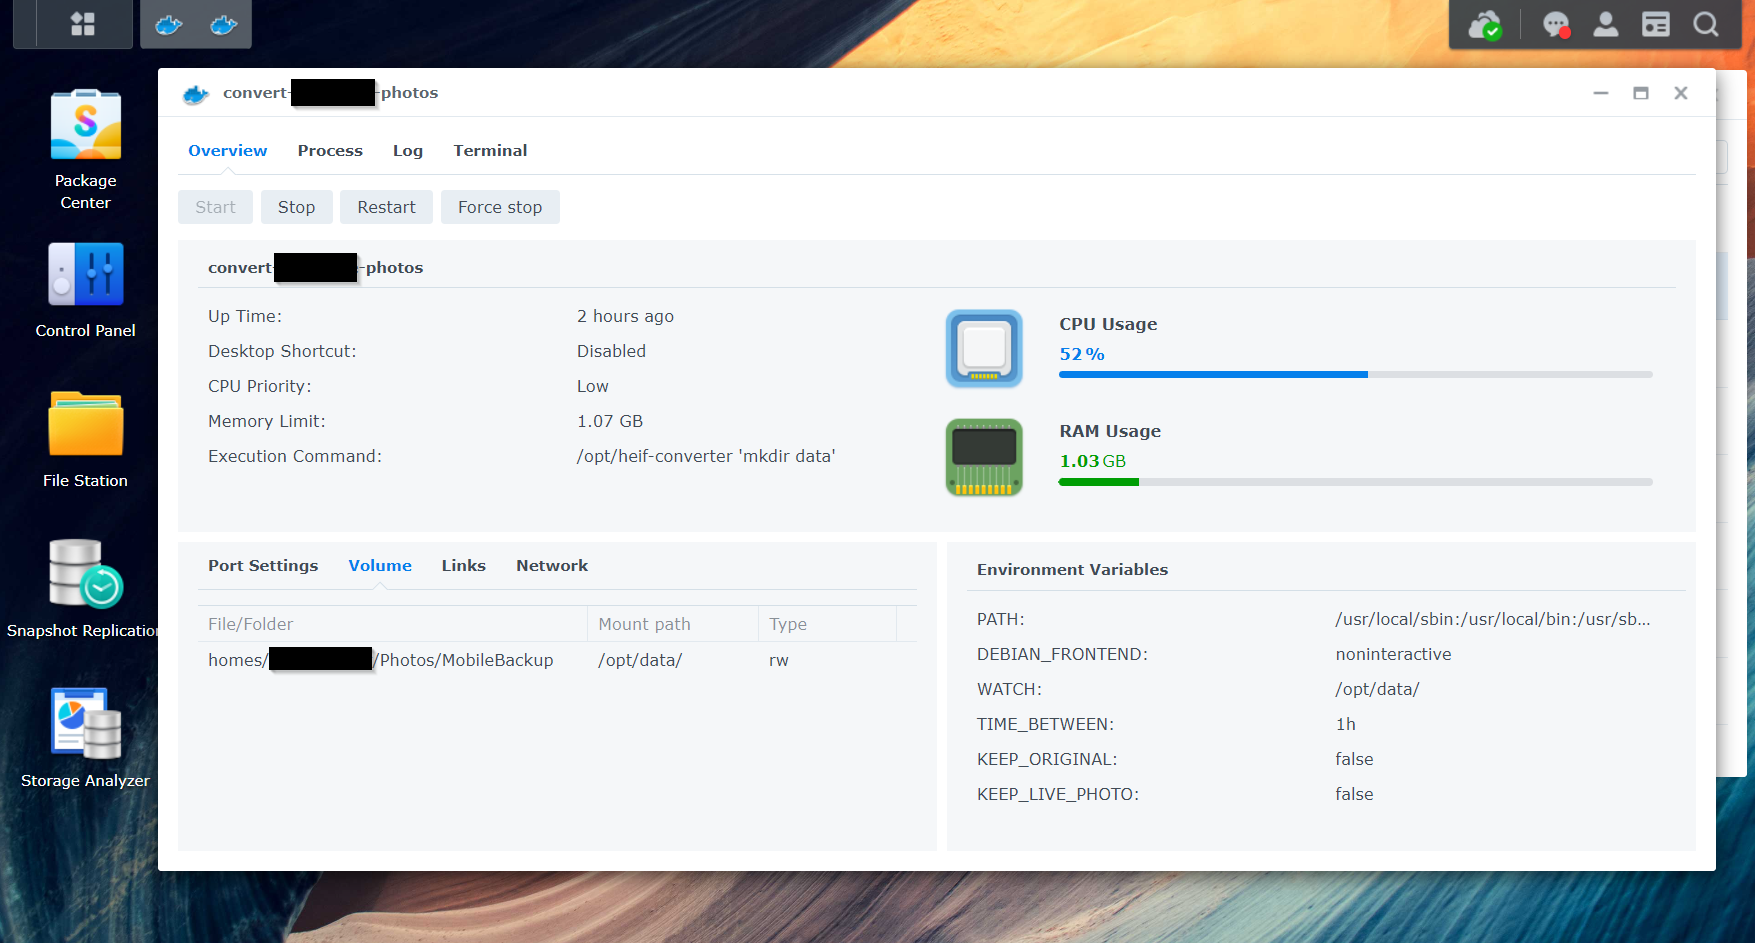 convert- -photos
Overview Process Log Terminal
Start Stop Restart Force stop
convert- -photos
Up Time: 2 hours ago
Desktop Shortcut: Disabled
CPU Priority: Low
Memory Limit: 1.07 GB
Execution Command: /opt/heif-converter 'mkdir data'
CPU Usage
52 %
RAM Usage
1.03 GB
Port Settings Volume Links Network
File/Folder Mount path Type
homes/ /Photos/MobileBackup /opt/data/ rw
Environment Variables
PATH: /usr/local/sbin:/usr/local/bin:/usr/sb...
DEBIAN_FRONTEND: noninteractive
WATCH: /opt/data/
TIME_BETWEEN: 1h
KEEP_ORIGINAL: false
KEEP_LIVE_PHOTO: false
S
Package
Center
Control Panel
File Station
Snapshot Replication
Storage Analyzer